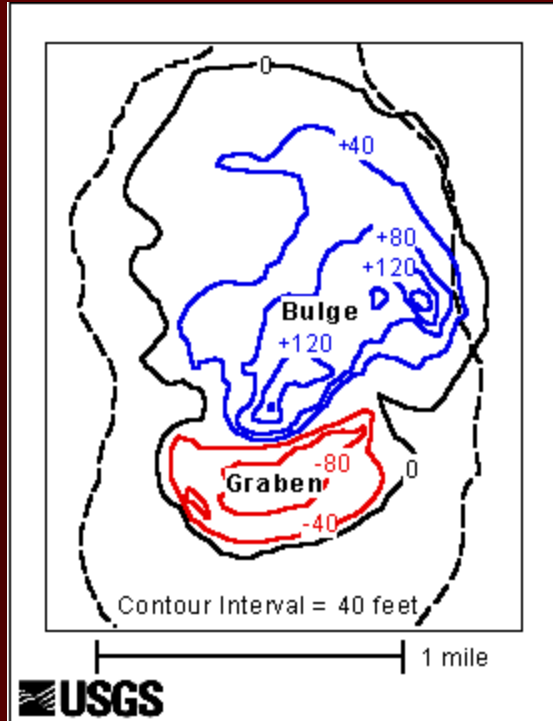 0
+40
+80
+120
Bulge
+120
-80
0
Graben
-40
Contour Interval = 40 feet
1 mile
USGS